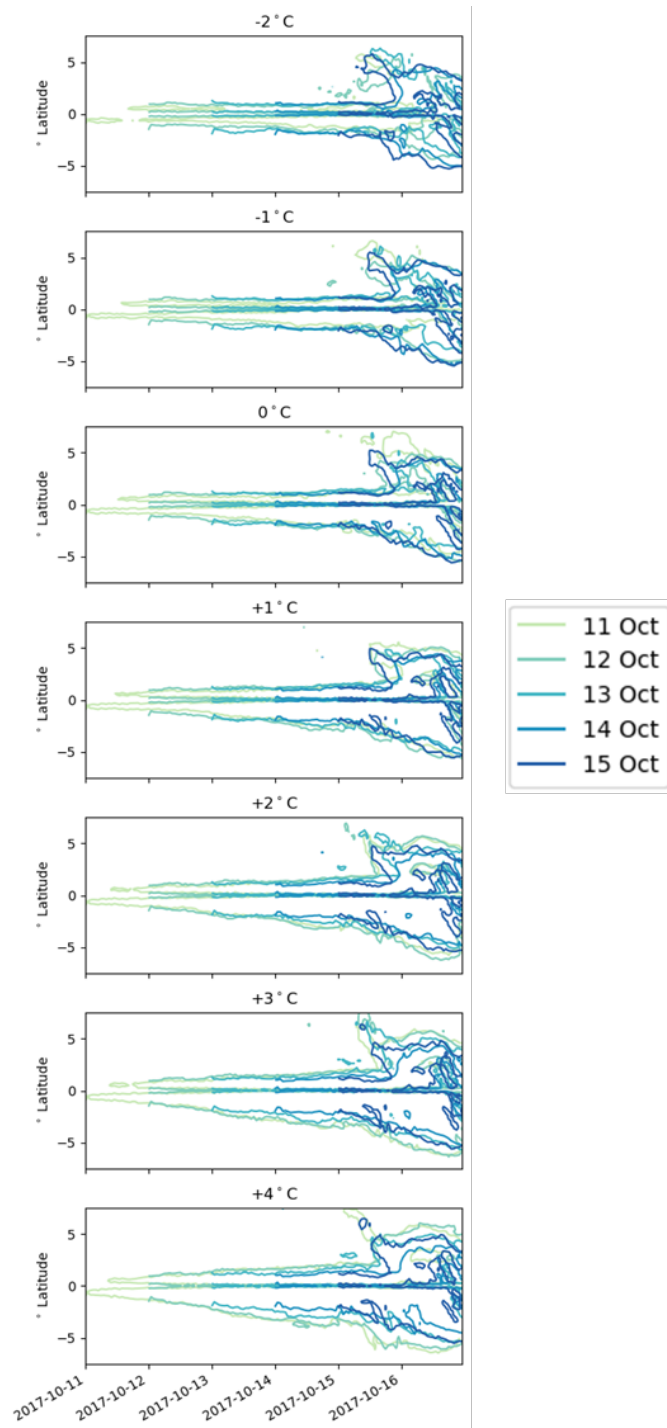 -2°C
5
0
-5
° Latitude
-1°C
5
0
-5
° Latitude
0°C
5
0
-5
° Latitude
+1°C
5
0
-5
° Latitude
11 Oct
12 Oct
13 Oct
14 Oct
15 Oct
+2°C
5
0
-5
° Latitude
+3°C
5
0
-5
° Latitude
+4°C
5
0
-5
° Latitude
2017-10-11
2017-10-12
2017-10-13
2017-10-14
2017-10-15
2017-10-16